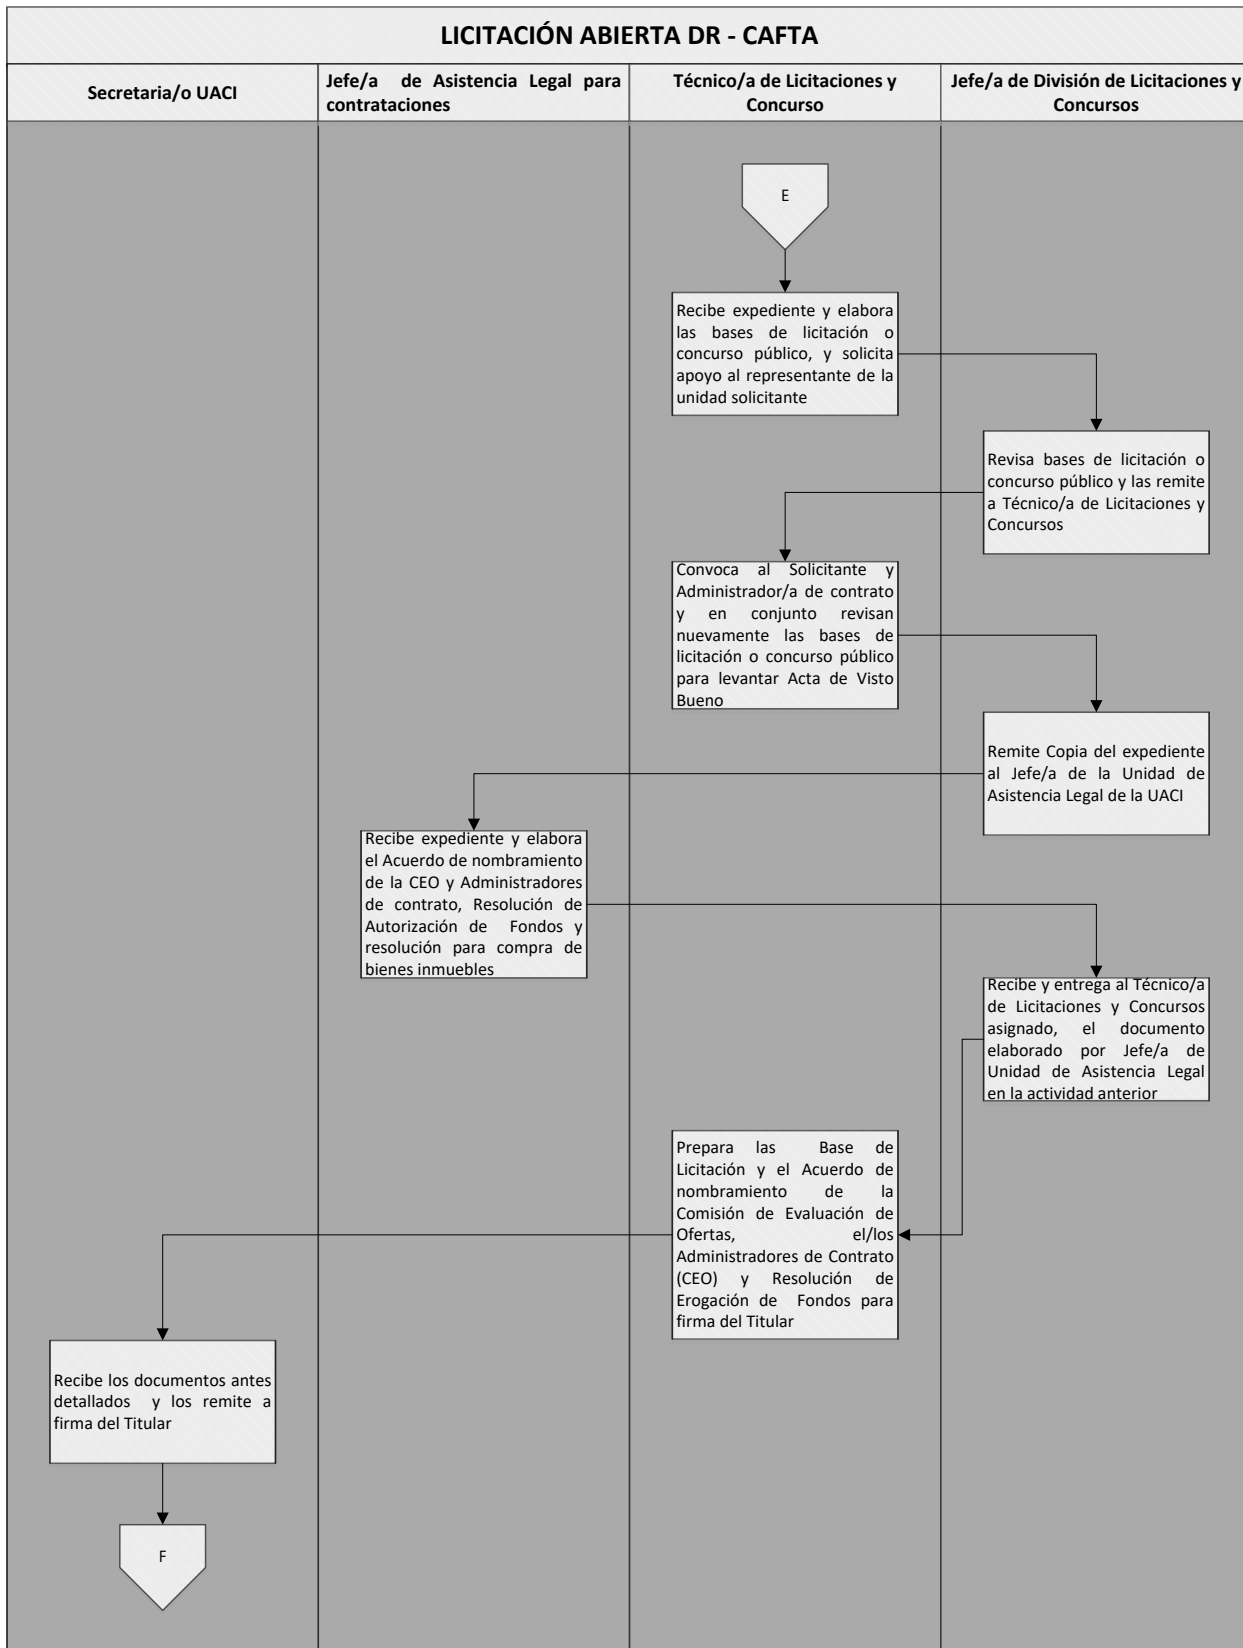 LICITACIÓN ABIERTA DR - CAFTA
Secretaria/o UACI
Jefe/a de Asistencia Legal para
contrataciones
Técnico/a de Licitaciones y
Concurso
Jefe/a de División de Licitaciones y
Concursos
E
Recibe expediente y elabora
las bases de licitación o
concurso público, y solicita
apoyo al representante de la
unidad solicitante
Revisa bases de licitación o
concurso público y las remite
a Técnico/a de Licitaciones y
Concursos
Convoca al Solicitante y
Administrador/a de contrato
y en conjunto revisan
nuevamente las bases de
licitación o concurso público
para levantar Acta de Visto
Bueno
Remite Copia del expediente
al Jefe/a de la Unidad de
Asistencia Legal de la UACI
Recibe expediente y elabora
el Acuerdo de nombramiento
de la CEO y Administradores
de contrato, Resolución de
Autorización de Fondos y
resolución para compra de
bienes inmuebles
Recibe y entrega al Técnico/a
de Licitaciones y Concursos
asignado, el documento
elaborado por Jefe/a de
Unidad de Asistencia Legal
en la actividad anterior
Prepara las Base de
Licitación y el Acuerdo de
nombramiento de la
Comisión de Evaluación de
Ofertas, el/los
Administradores de Contrato
(CEO) y Resolución de
Erogación de Fondos para
firma del Titular
Recibe los documentos antes
detallados y los remite a
firma del Titular
F